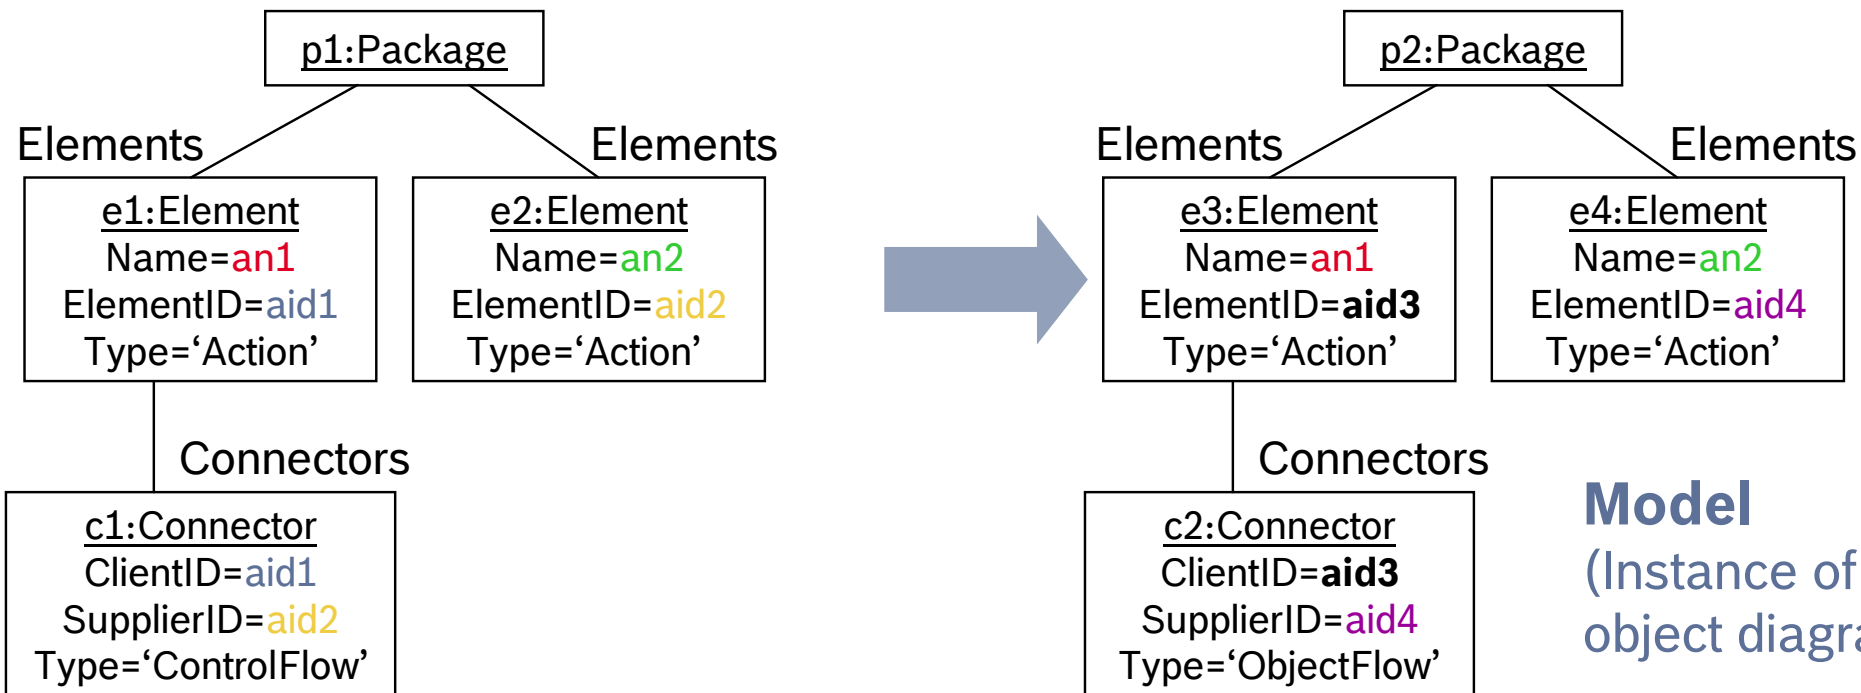 p1:Package
Elements
Elements
e1:Element
Name=an1
ElementID=aid1
Type=‘Action’
e2:Element
Name=an2
ElementID=aid2
Type=‘Action’
Connectors
c1:Connector
ClientID=aid1
SupplierID=aid2
Type=‘ControlFlow’
p2:Package
Elements
Elements
e3:Element
Name=an1
ElementID=aid3
Type=‘Action’
e4:Element
Name=an2
ElementID=aid4
Type=‘Action’
Connectors
c2:Connector
ClientID=aid3
SupplierID=aid4
Type=‘ObjectFlow’
Model
(Instance of
object